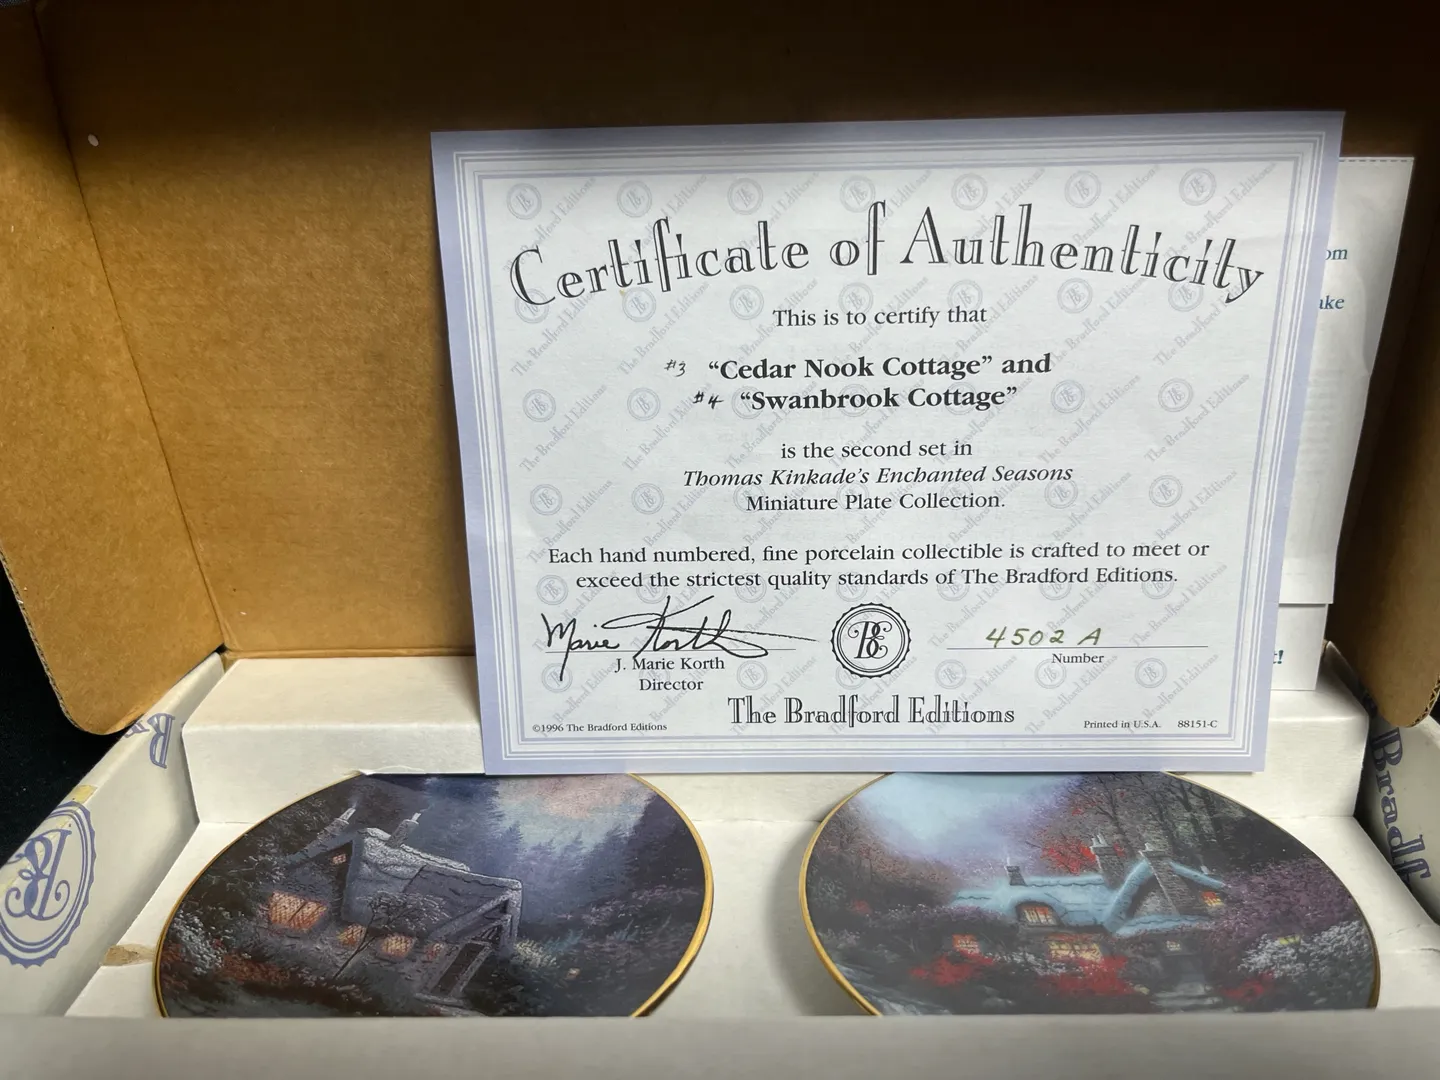 Certificate of Authenticity
This is to certify that
#3 “Cedar Nook Cottage” and
#4 “Swanbrook Cottage”
is the second set in
Thomas Kinkade's Enchanted Seasons
Miniature Plate Collection.
Each hand numbered, fine porcelain collectible is crafted to meet or
exceed the strictest quality standards of The Bradford Editions.
Marie Korth
BE
4502 A
J. Marie Korth
Number
Director
The Bradford Editions
©1996 The Bradford Editions
Printed in U.S.A. 88151-C